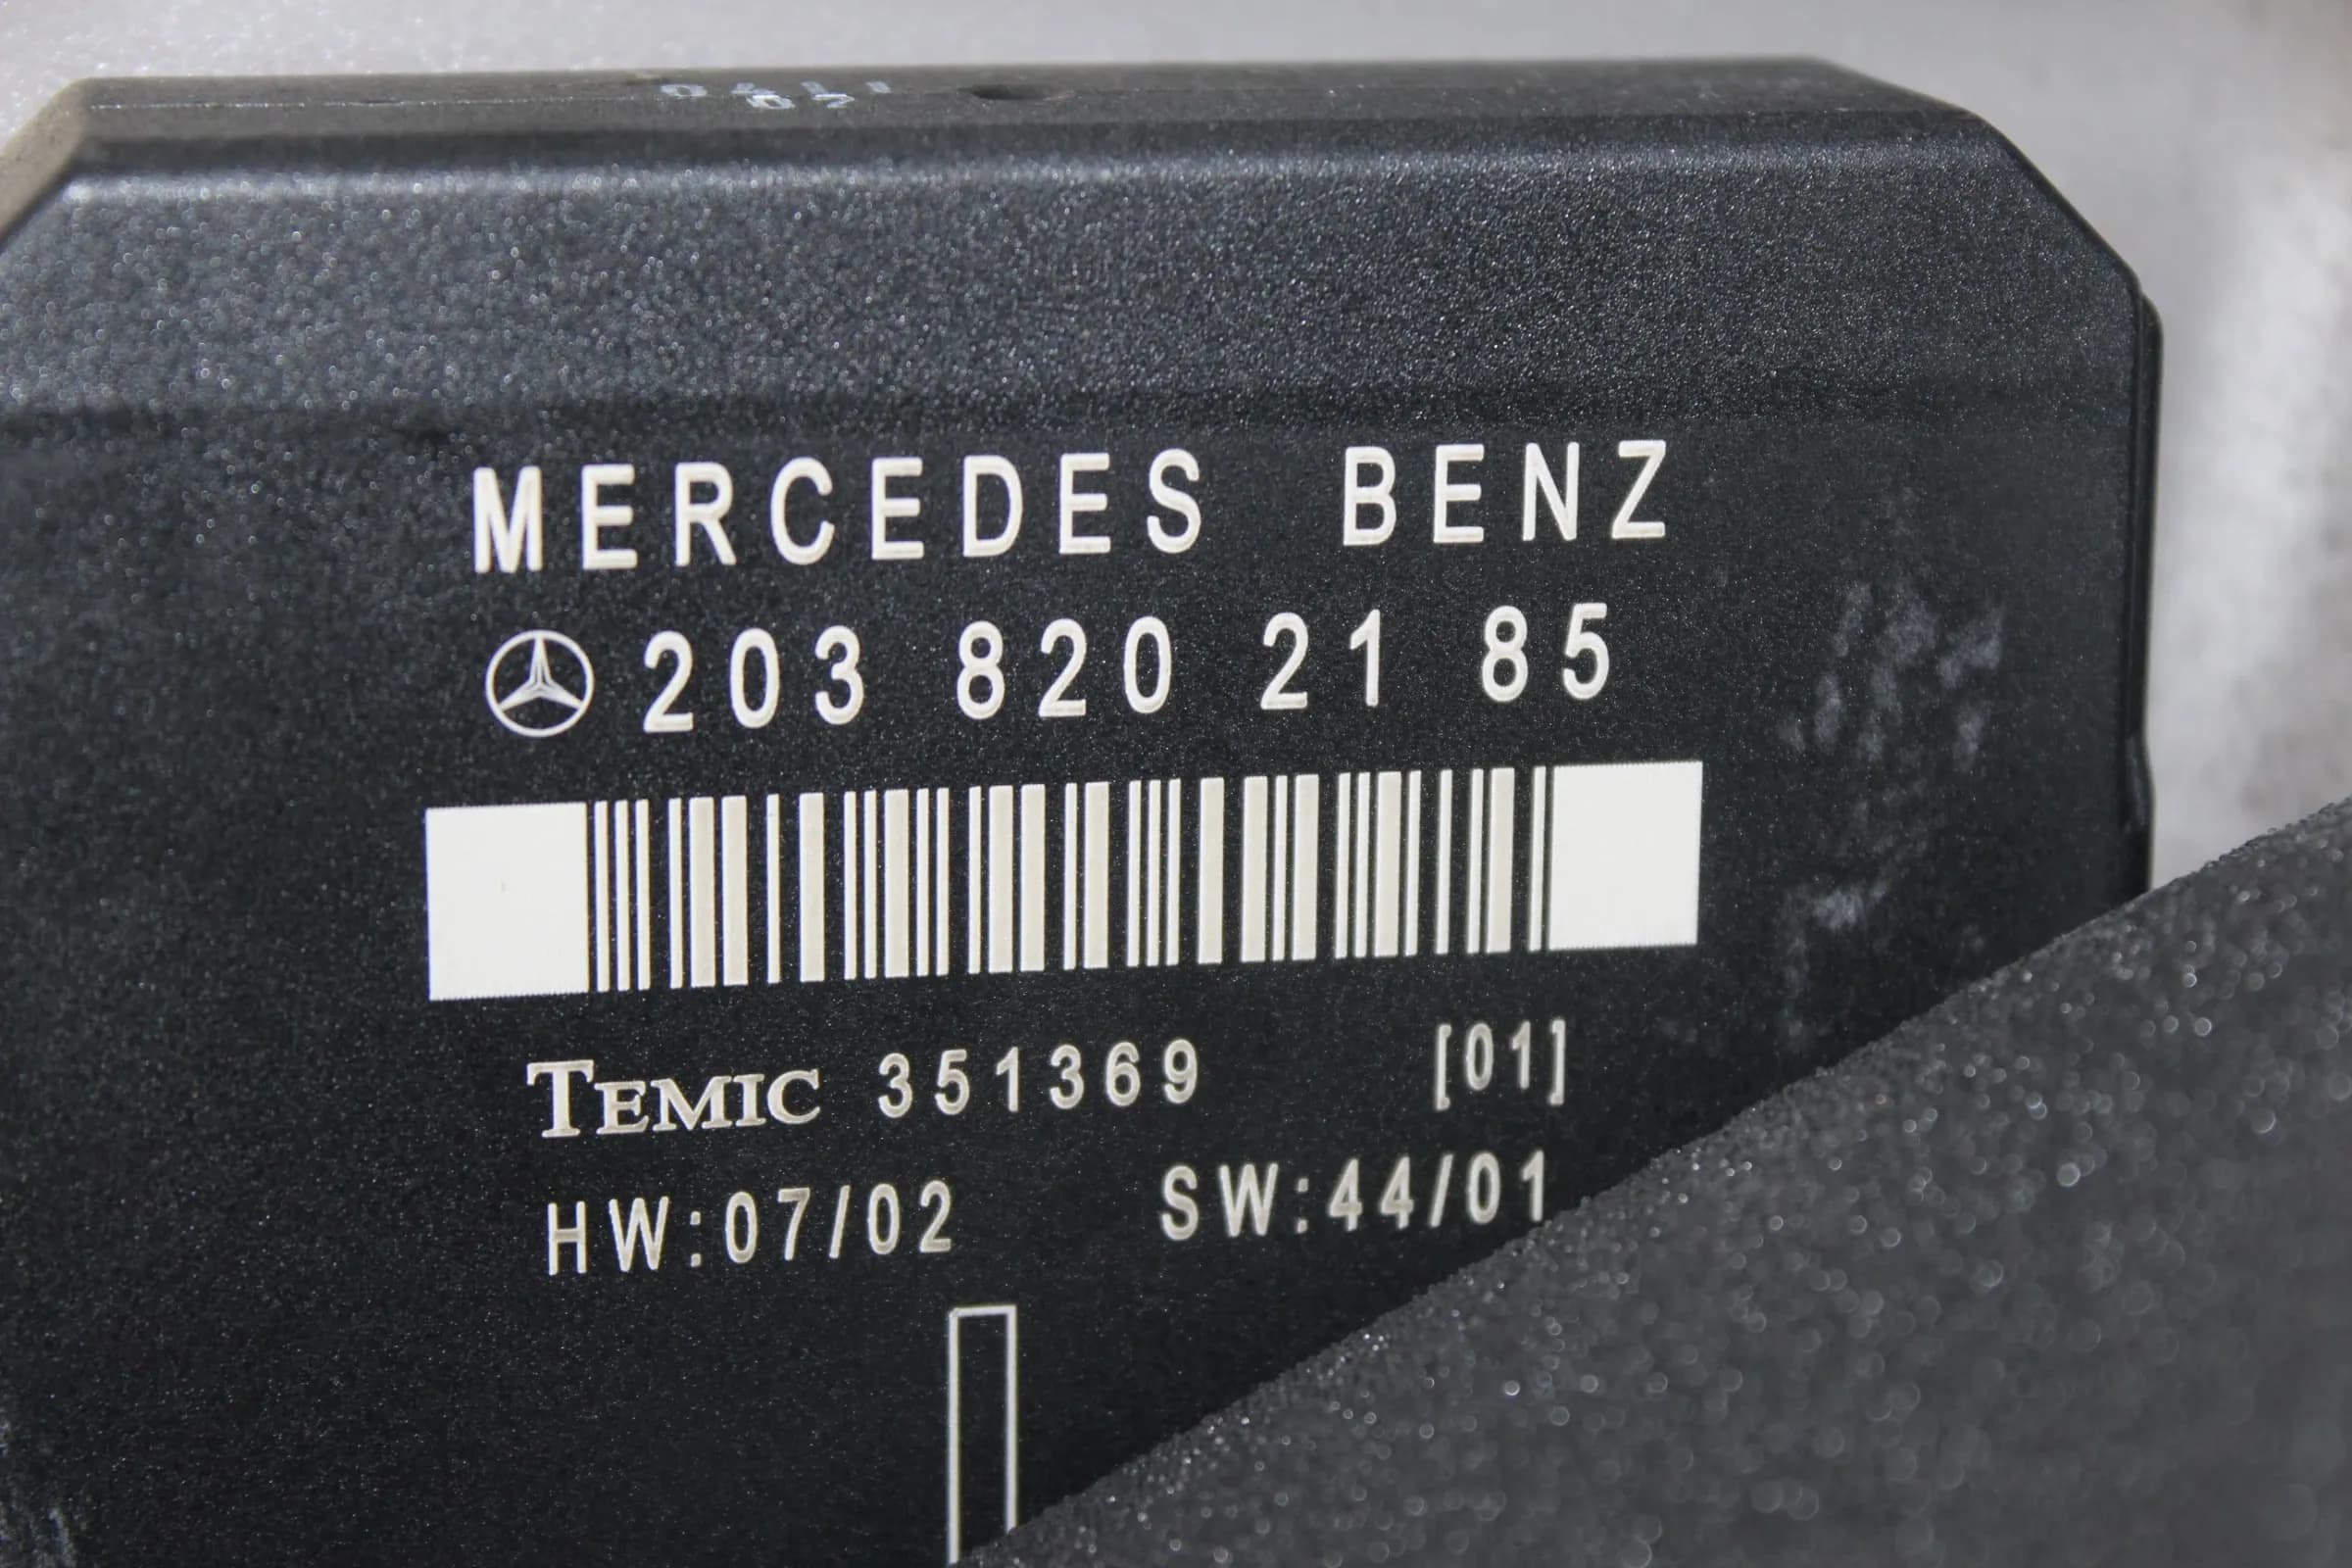 MERCEDES BENZ
203 820 21 85
TEMIC 351369 [01]
HW:07/02 SW:44/01